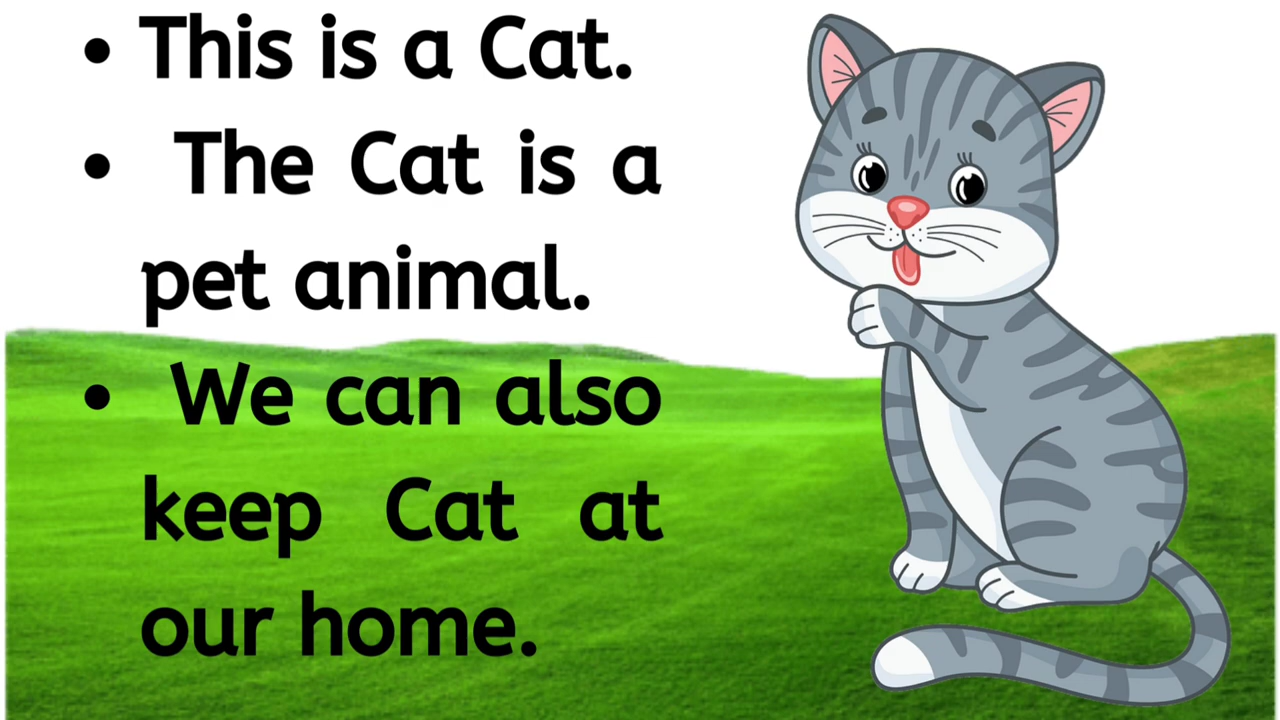 • This is a Cat.
• The Cat is a
pet animal.
• We can also
keep Cat at
our home.